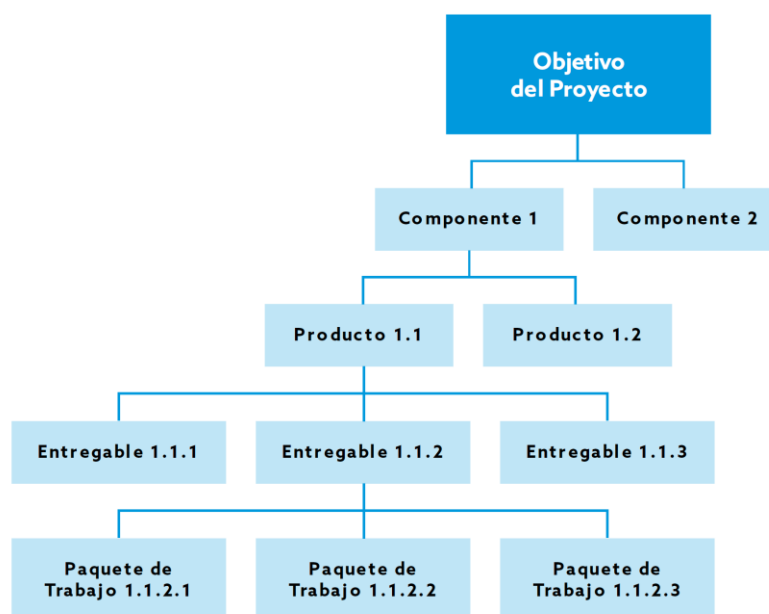 Objetivo
del Proyecto
Componente 1
Componente 2
Producto 1.1
Producto 1.2
Entregable 1.1.1
Entregable 1.1.2
Entregable 1.1.3
Paquete de
Trabajo 1.1.2.1
Paquete de
Trabajo 1.1.2.2
Paquete de
Trabajo 1.1.2.3